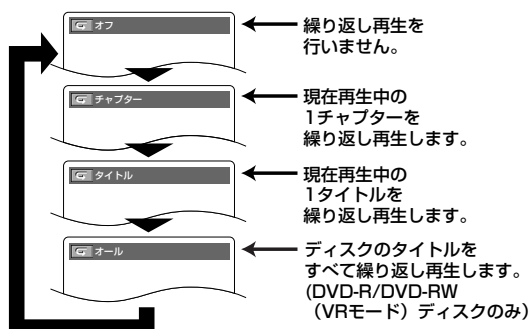 オフ
繰り返し再生を
行いません。
チャプター
現在再生中の
1チャプターを
繰り返し再生します。
タイトル
現在再生中の
1タイトルを
繰り返し再生します。
オール
ディスクのタイトルを
すべて繰り返し再生します。
(DVD-R/DVD-RW
（VRモード）ディスクのみ)